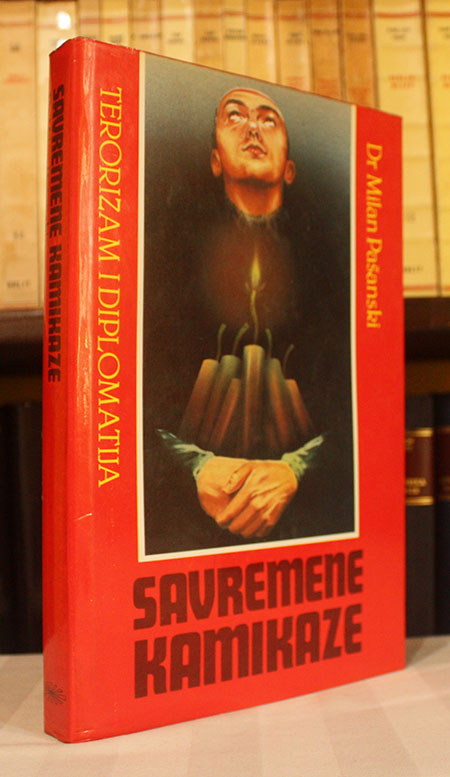 SAVREMENE KAMIKAZE
TERORIZAM I DIPLOMATIJA
Dr Milan Pašanski
SAVREMENE
KAMIKAZE